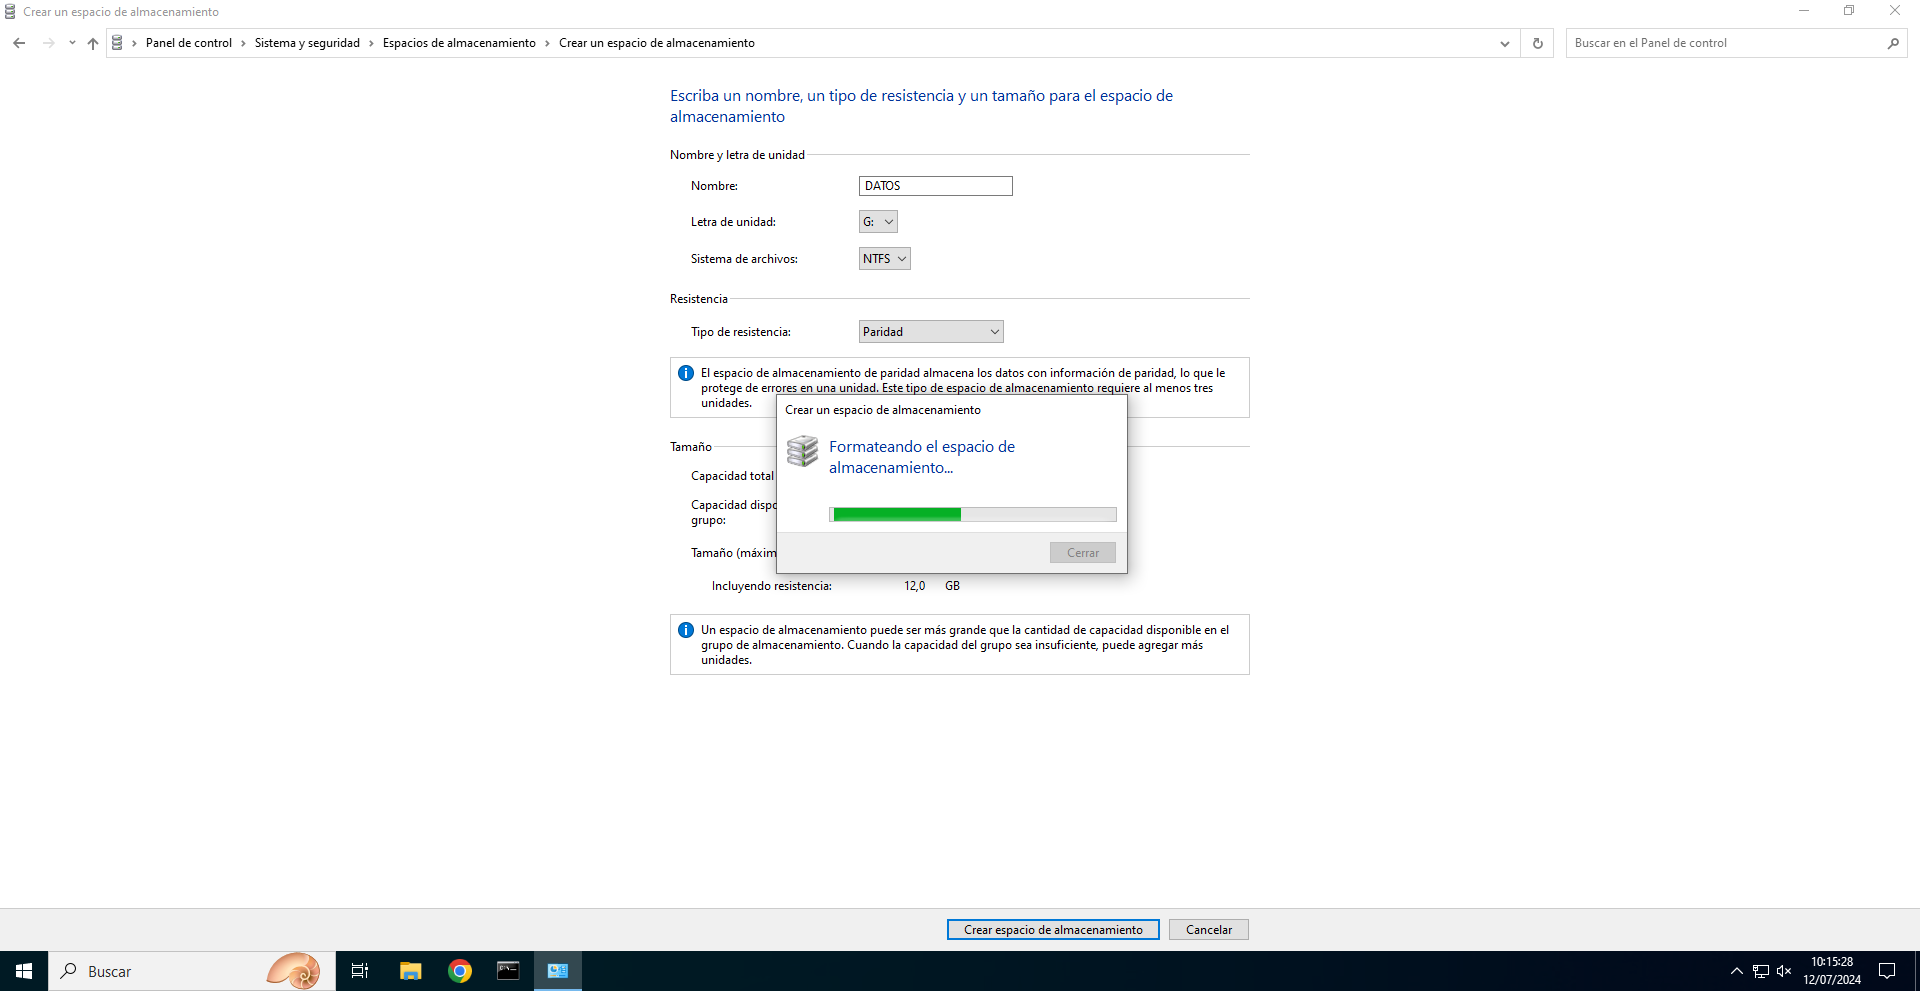 Crear un espacio de almacenamiento
Panel de control > Sistema y seguridad > Espacios de almacenamiento > Crear un espacio de almacenamiento
Buscar en el Panel de control
Escriba un nombre, un tipo de resistencia y un tamaño para el espacio de
almacenamiento
Nombre y letra de unidad
Nombre: DATOS
Letra de unidad: G:
Sistema de archivos: NTFS
Resistencia
Tipo de resistencia: Paridad
El espacio de almacenamiento de paridad almacena los datos con información de paridad, lo que le
protege de errores en una unidad. Este tipo de espacio de almacenamiento requiere al menos tres
unidades.
Crear un espacio de almacenamiento
Formateando el espacio de
almacenamiento...
Cerrar
Tamaño
Capacidad total
Capacidad dispo
grupo:
Tamaño (máxim
Incluyendo resistencia: 12,0 GB
Un espacio de almacenamiento puede ser más grande que la cantidad de capacidad disponible en el
grupo de almacenamiento. Cuando la capacidad del grupo sea insuficiente, puede agregar más
unidades.
Crear espacio de almacenamiento
Cancelar
Buscar
10:15:28
12/07/2024